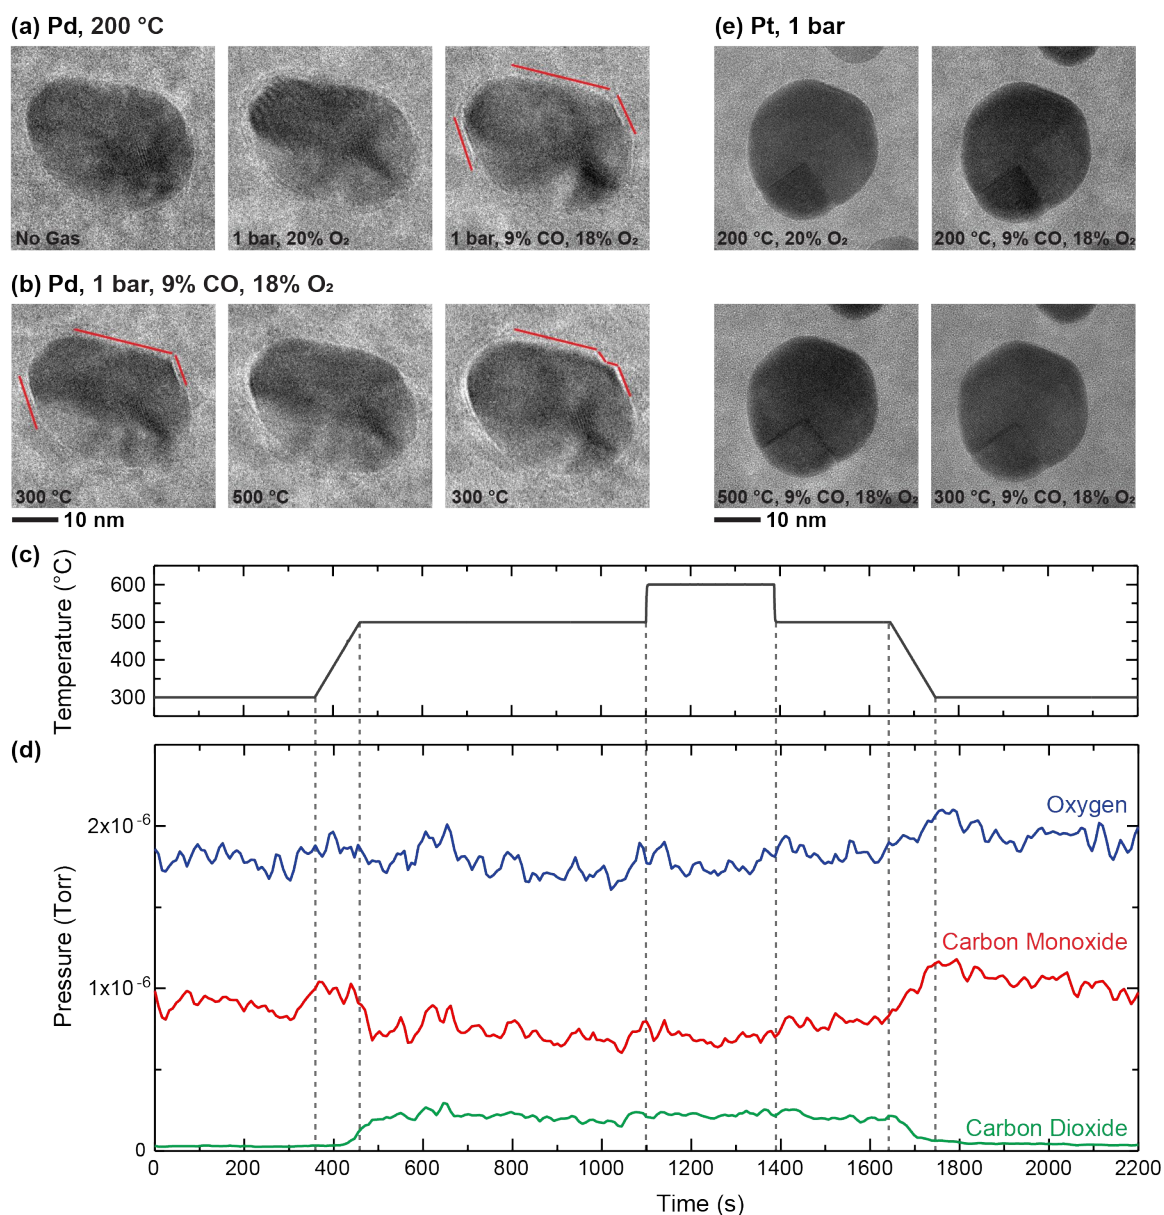 (a) Pd, 200 °C
No Gas
1 bar, 20% O₂
1 bar, 9% CO, 18% O₂
(b) Pd, 1 bar, 9% CO, 18% O₂
300 °C
500 °C
300 °C
10 nm
(e) Pt, 1 bar
200 °C, 20% O₂
200 °C, 9% CO, 18% O₂
500 °C, 9% CO, 18% O₂
300 °C, 9% CO, 18% O₂
10 nm
(c)
Temperature (°C)
600
500
400
300
(d)
Pressure (Torr)
2x10⁻⁶
1x10⁻⁶
0
Oxygen
Carbon Monoxide
Carbon Dioxide
0 200 400 600 800 1000 1200 1400 1600 1800 2000 2200
Time (s)